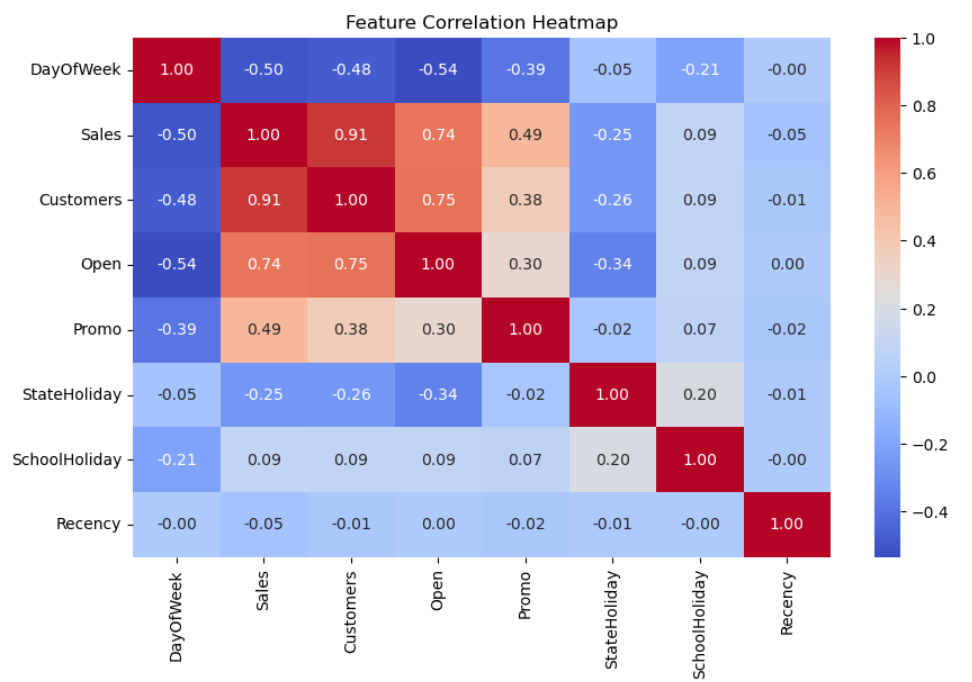 Feature Correlation Heatmap
DayOfWeek 1.00 -0.50 -0.48 -0.54 -0.39 -0.05 -0.21 -0.00
Sales -0.50 1.00 0.91 0.74 0.49 -0.25 0.09 -0.05
Customers -0.48 0.91 1.00 0.75 0.38 -0.26 0.09 -0.01
Open -0.54 0.74 0.75 1.00 0.30 -0.34 0.09 0.00
Promo -0.39 0.49 0.38 0.30 1.00 -0.02 0.07 -0.02
StateHoliday -0.05 -0.25 -0.26 -0.34 -0.02 1.00 0.20 -0.01
SchoolHoliday -0.21 0.09 0.09 0.09 0.07 0.20 1.00 -0.00
Recency -0.00 -0.05 -0.01 0.00 -0.02 -0.01 -0.00 1.00
DayOfWeek
Sales
Customers
Open
Promo
StateHoliday
SchoolHoliday
Recency
1.0
0.8
0.6
0.4
0.2
0.0
−0.2
−0.4